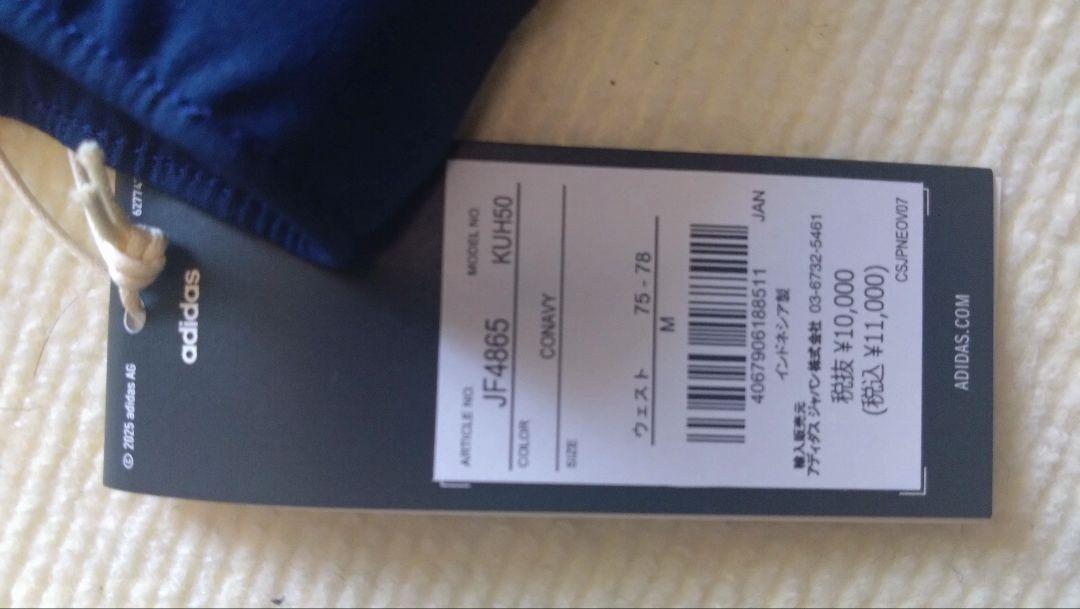 © 2025 adidas AG
62774
adidas
ARTICLE NO. MODEL NO.
JF4865 KUH50
COLOR
CONAVY
SIZE
ウェスト 75 - 78
M
4067906188511 JAN
インドネシア製
輸入販売元
アディダス ジャパン株式会社 03-6732-5461
税抜 ¥10,000
(税込 ¥11,000)
CSJPNEOV07
ADIDAS.COM